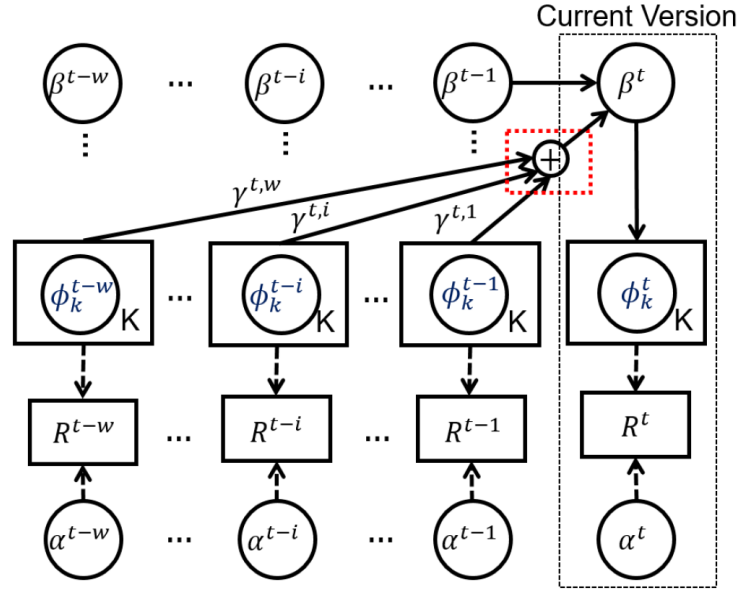 Current Version
β^{t-w} ... β^{t-i} ... β^{t-1} β^t
⋮ ⋮ ⋮
+
γ^{t,w} γ^{t,i} γ^{t,1}
ϕ_k^{t-w} K ... ϕ_k^{t-i} K ... ϕ_k^{t-1} K ϕ_k^t K
R^{t-w} ... R^{t-i} ... R^{t-1} R^t
α^{t-w} ... α^{t-i} ... α^{t-1} α^t